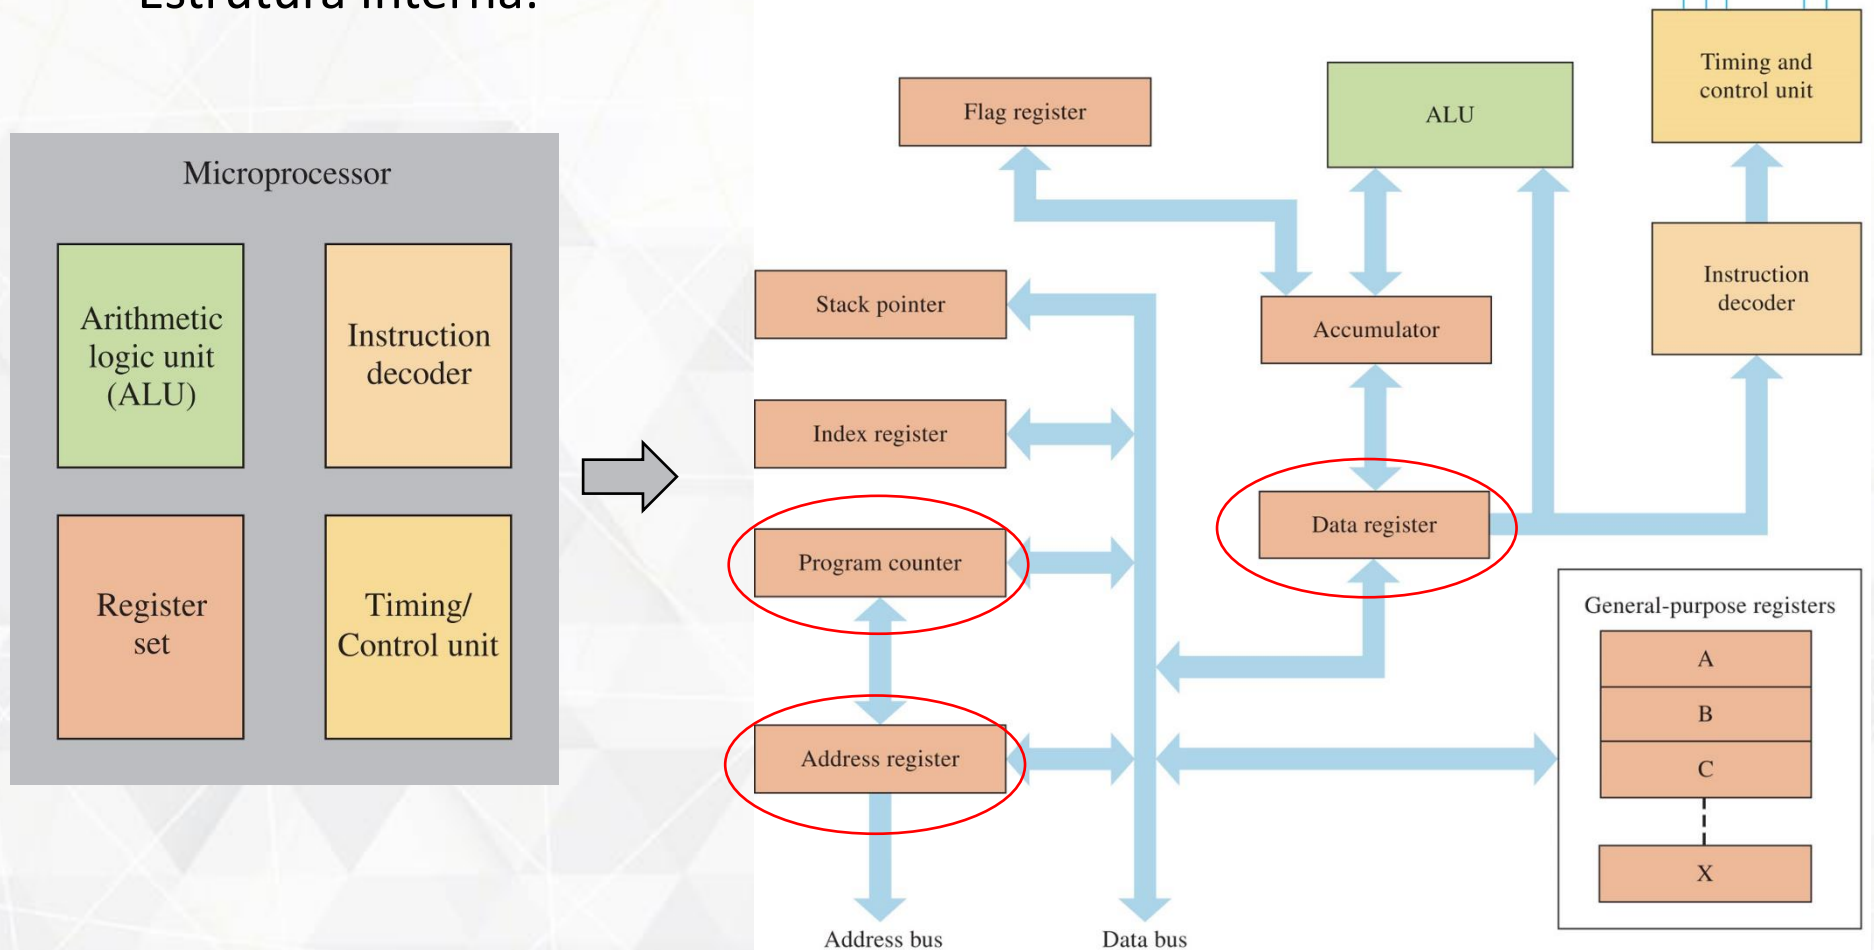 Estrutura interna:
Microprocessor
Arithmetic
logic unit
(ALU)
Instruction
decoder
Register
set
Timing/
Control unit
Flag register
ALU
Timing and
control unit
Stack pointer
Accumulator
Instruction
decoder
Index register
Program counter
Data register
Address register
General-purpose registers
A
B
C
X
Address bus
Data bus